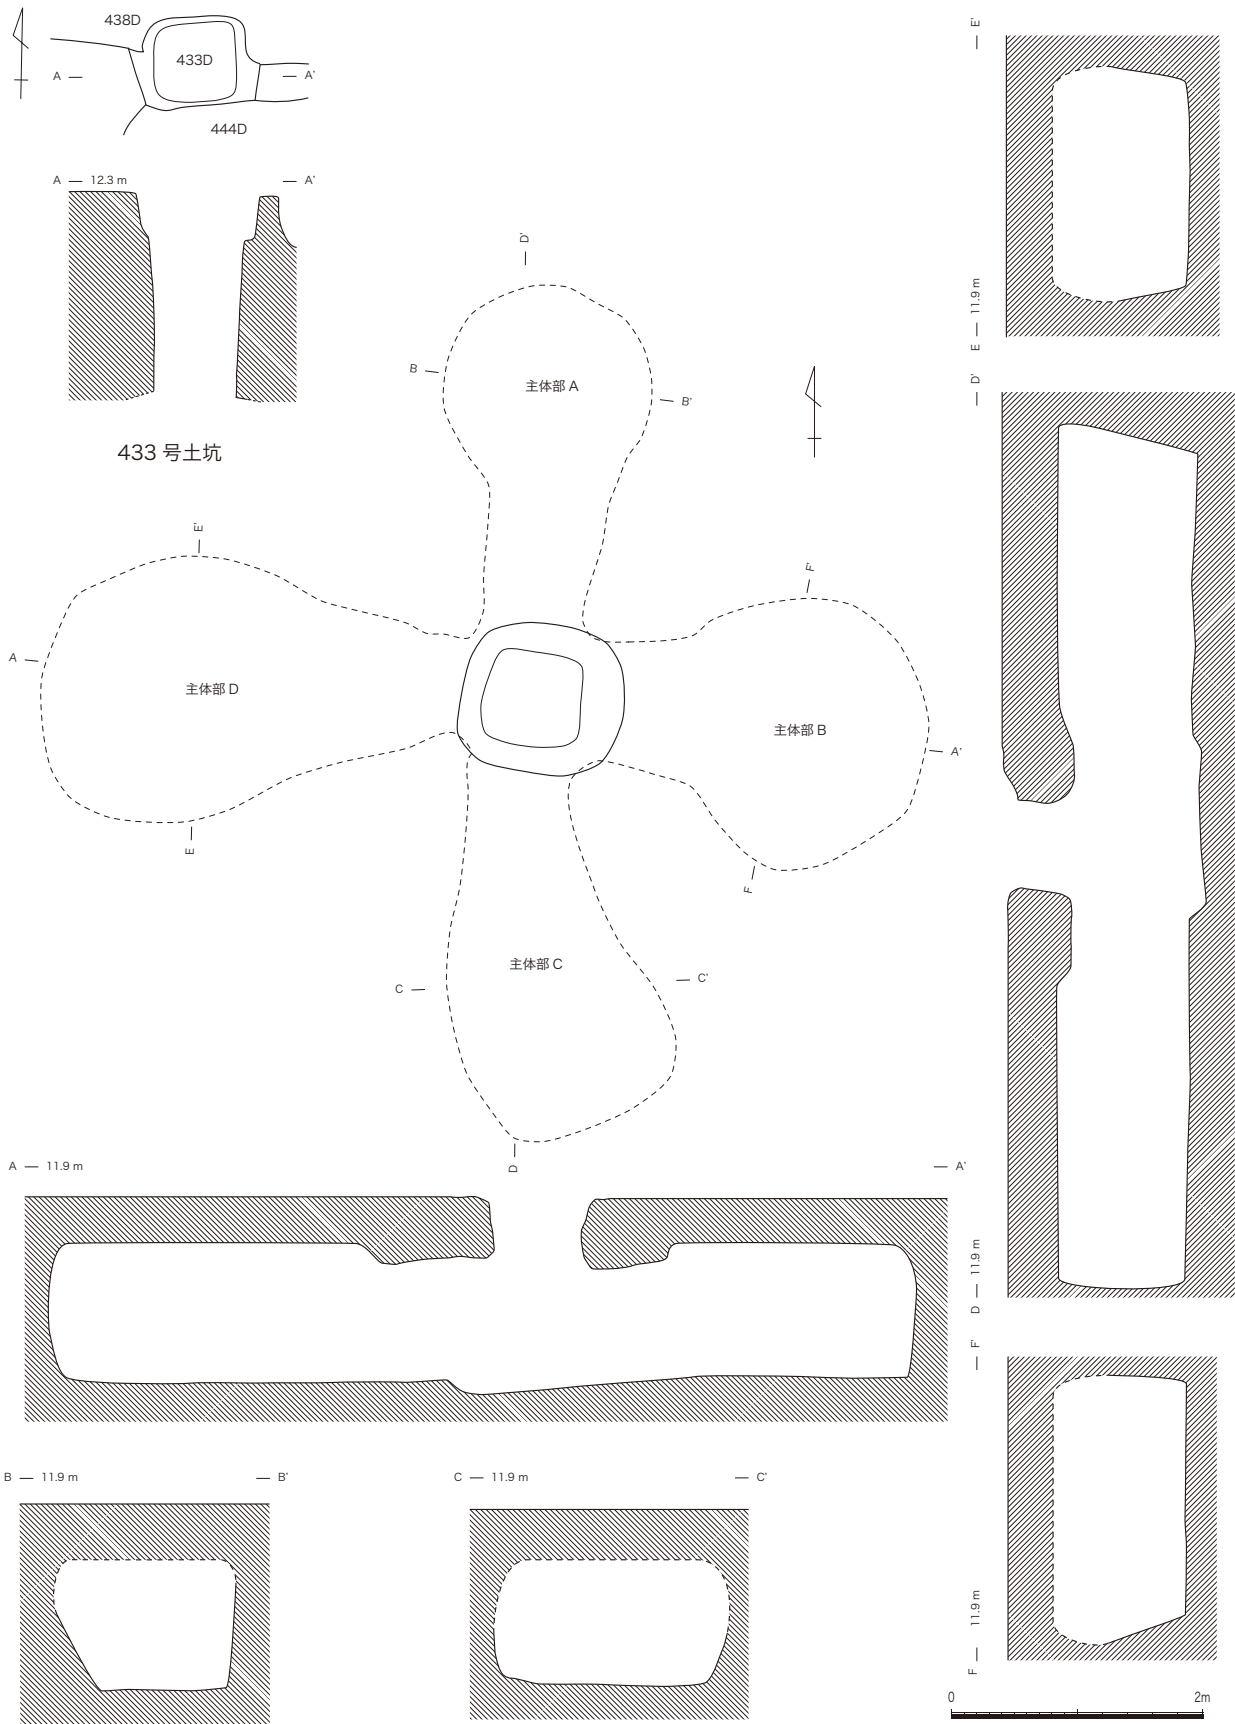 438D
433D
A A'
444D
A 12.3 m A'
433 号土坑
E'
E 11.9 m
D'
主体部 A
B
B'
D'
E'
F'
A
主体部 D
主体部 B
A'
E
F
主体部 C
C
C'
D
A 11.9 m A'
D 11.9 m
F'
B 11.9 m B'
C 11.9 m C'
F 11.9 m
0 2m